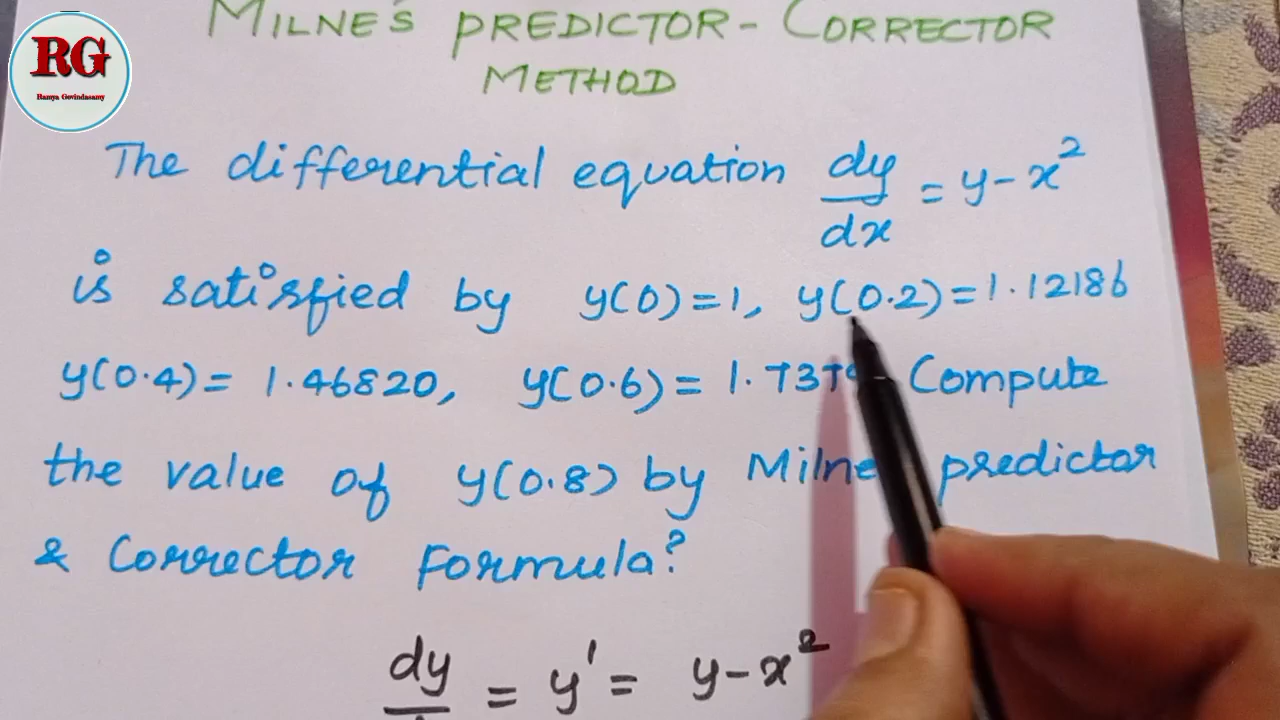 RG
Ramya Govindasamy
MILNE'S PREDICTOR - CORRECTOR
METHOD
The differential equation dy/dx = y - x²
is satisfied by y(0) = 1, y(0.2) = 1.12186
y(0.4) = 1.46820, y(0.6) = Compute
the value of y(0.8) by predictor
& Corrector Formula?
dy = y' = y - x²